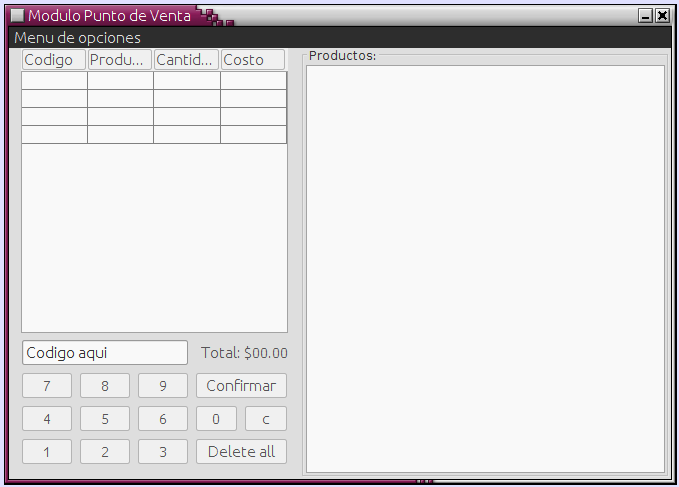 Modulo Punto de Venta
Menu de opciones
Codigo Produ... Cantid... Costo
Productos:
Codigo aqui Total: $00.00
7 8 9 Confirmar
4 5 6 0 c
1 2 3 Delete all